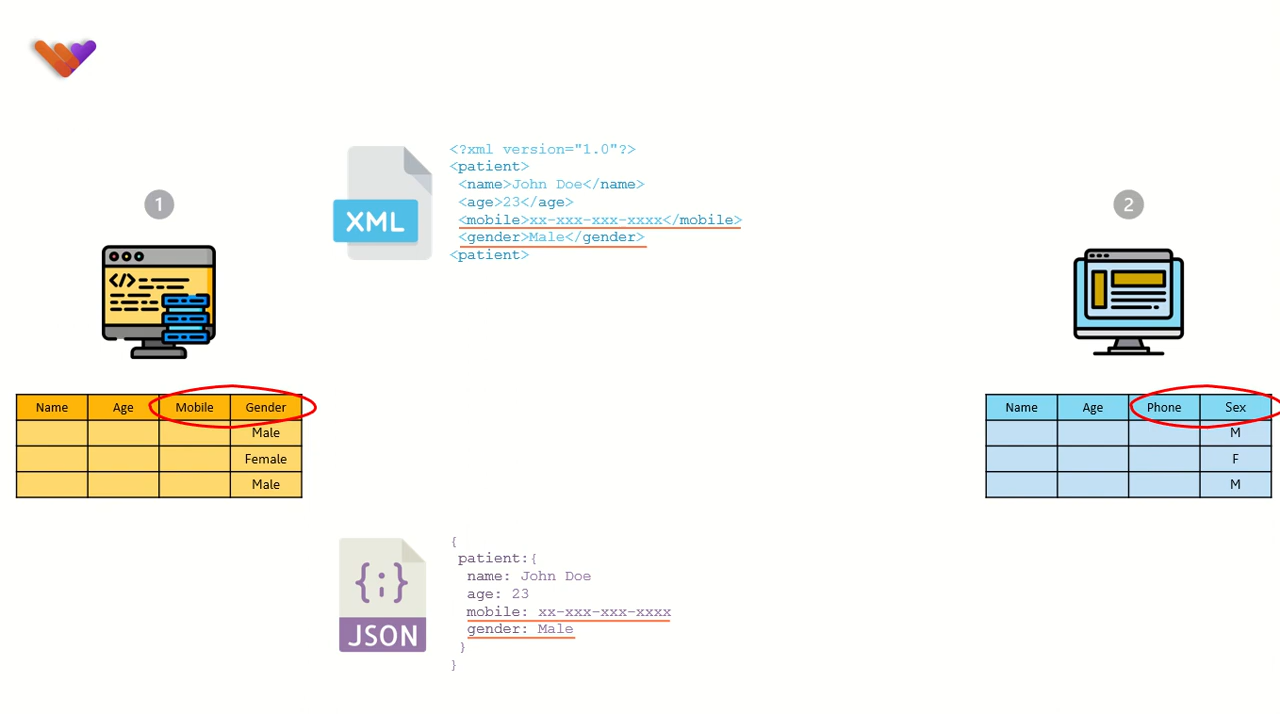 <?xml version="1.0"?>
<patient>
<name>John Doe</name>
<age>23</age>
<mobile>xx-xxx-xxx-xxxx</mobile>
<gender>Male</gender>
<patient>
XML
1
</>
Name Age Mobile Gender
Male
Female
Male
2
Name Age Phone Sex
M
F
M
{;}
JSON
{
patient:{
name: John Doe
age: 23
mobile: xx-xxx-xxx-xxxx
gender: Male
}
}